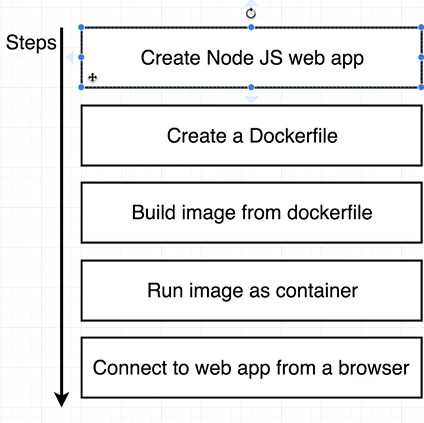 Steps
Create Node JS web app
Create a Dockerfile
Build image from dockerfile
Run image as container
Connect to web app from a browser